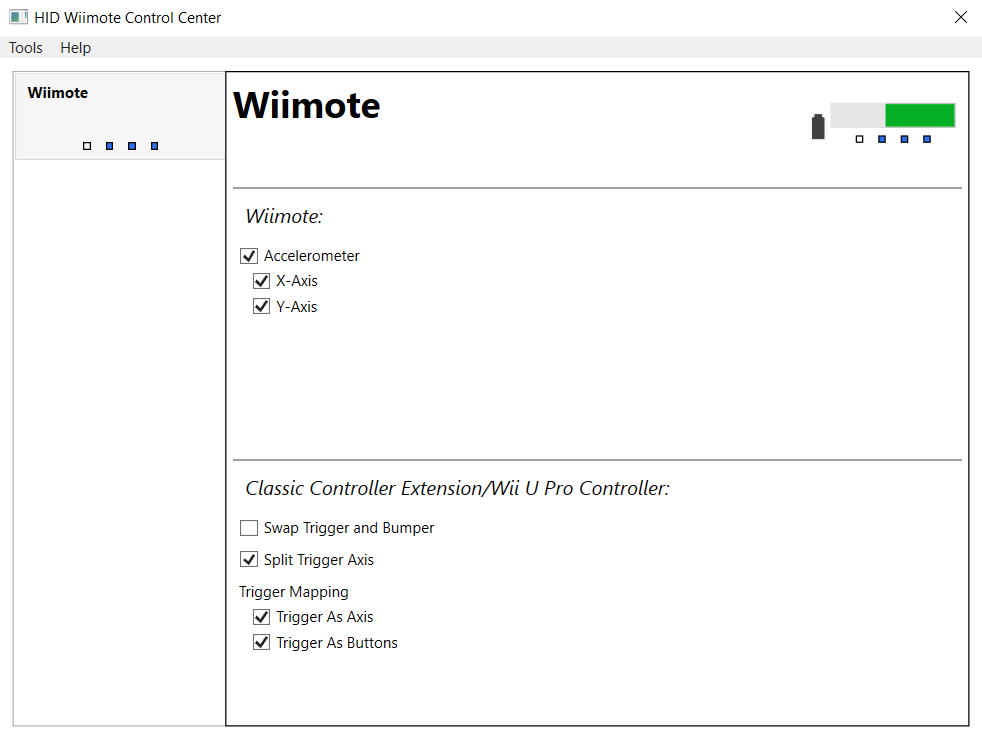 HID Wiimote Control Center
Tools Help
Wiimote
Wiimote
Wiimote:
Accelerometer
X-Axis
Y-Axis
Classic Controller Extension/Wii U Pro Controller:
Swap Trigger and Bumper
Split Trigger Axis
Trigger Mapping
Trigger As Axis
Trigger As Buttons